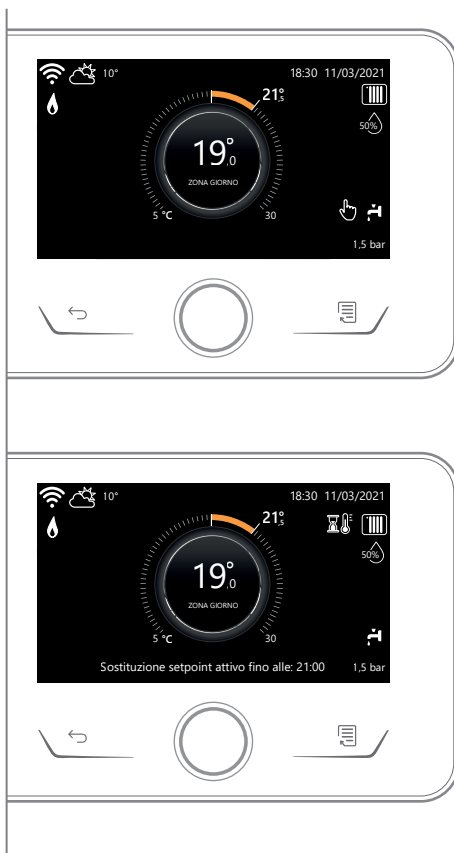 10° 18:30 11/03/2021
21°,5
50%
19°,0
ZONA GIORNO
5 °C 30
1,5 bar
10° 18:30 11/03/2021
21°,5
50%
19°,0
ZONA GIORNO
5 °C 30
Sostituzione setpoint attivo fino alle: 21:00 1,5 bar